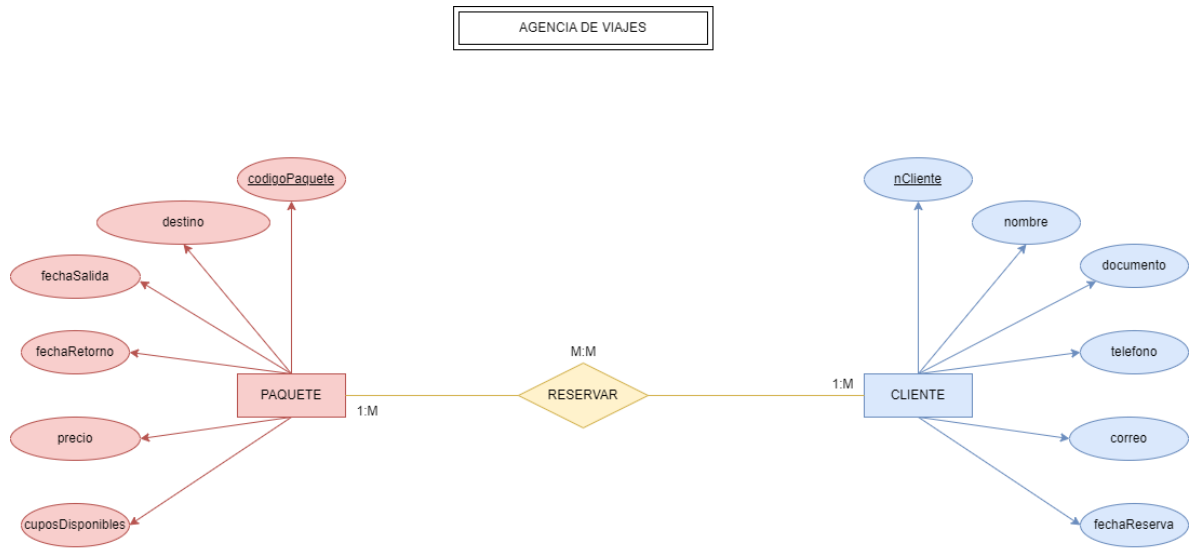 AGENCIA DE VIAJES
codigoPaquete
nCliente
destino
nombre
fechaSalida
documento
fechaRetorno
M:M
telefono
PAQUETE
1:M
RESERVAR
1:M
CLIENTE
precio
correo
cuposDisponibles
fechaReserva